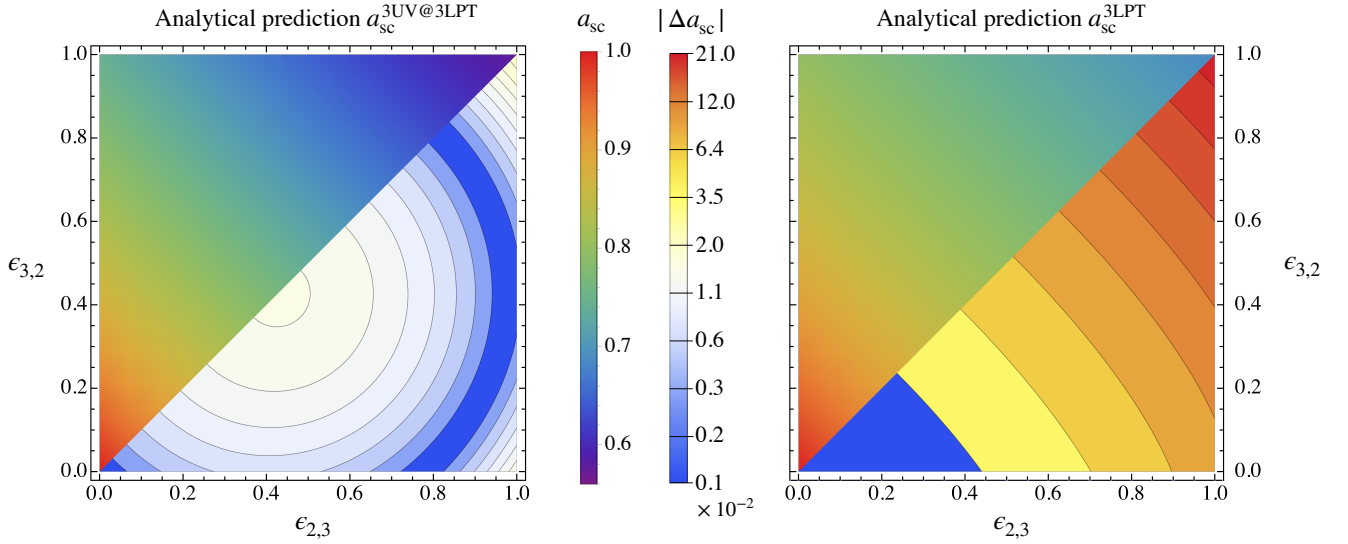 Analytical prediction a_sc^3UV@3LPT
a_sc
|Δa_sc|
Analytical prediction a_sc^3LPT
1.0
0.8
0.6
0.4
0.2
0.0
ϵ_3,2
0.0 0.2 0.4 0.6 0.8 1.0
ϵ_2,3
1.0
0.9
0.8
0.7
0.6
21.0
12.0
6.4
3.5
2.0
1.1
0.6
0.3
0.2
0.1
×10^−2
1.0
0.8
0.6
0.4
0.2
0.0
ϵ_3,2
0.0 0.2 0.4 0.6 0.8 1.0
ϵ_2,3